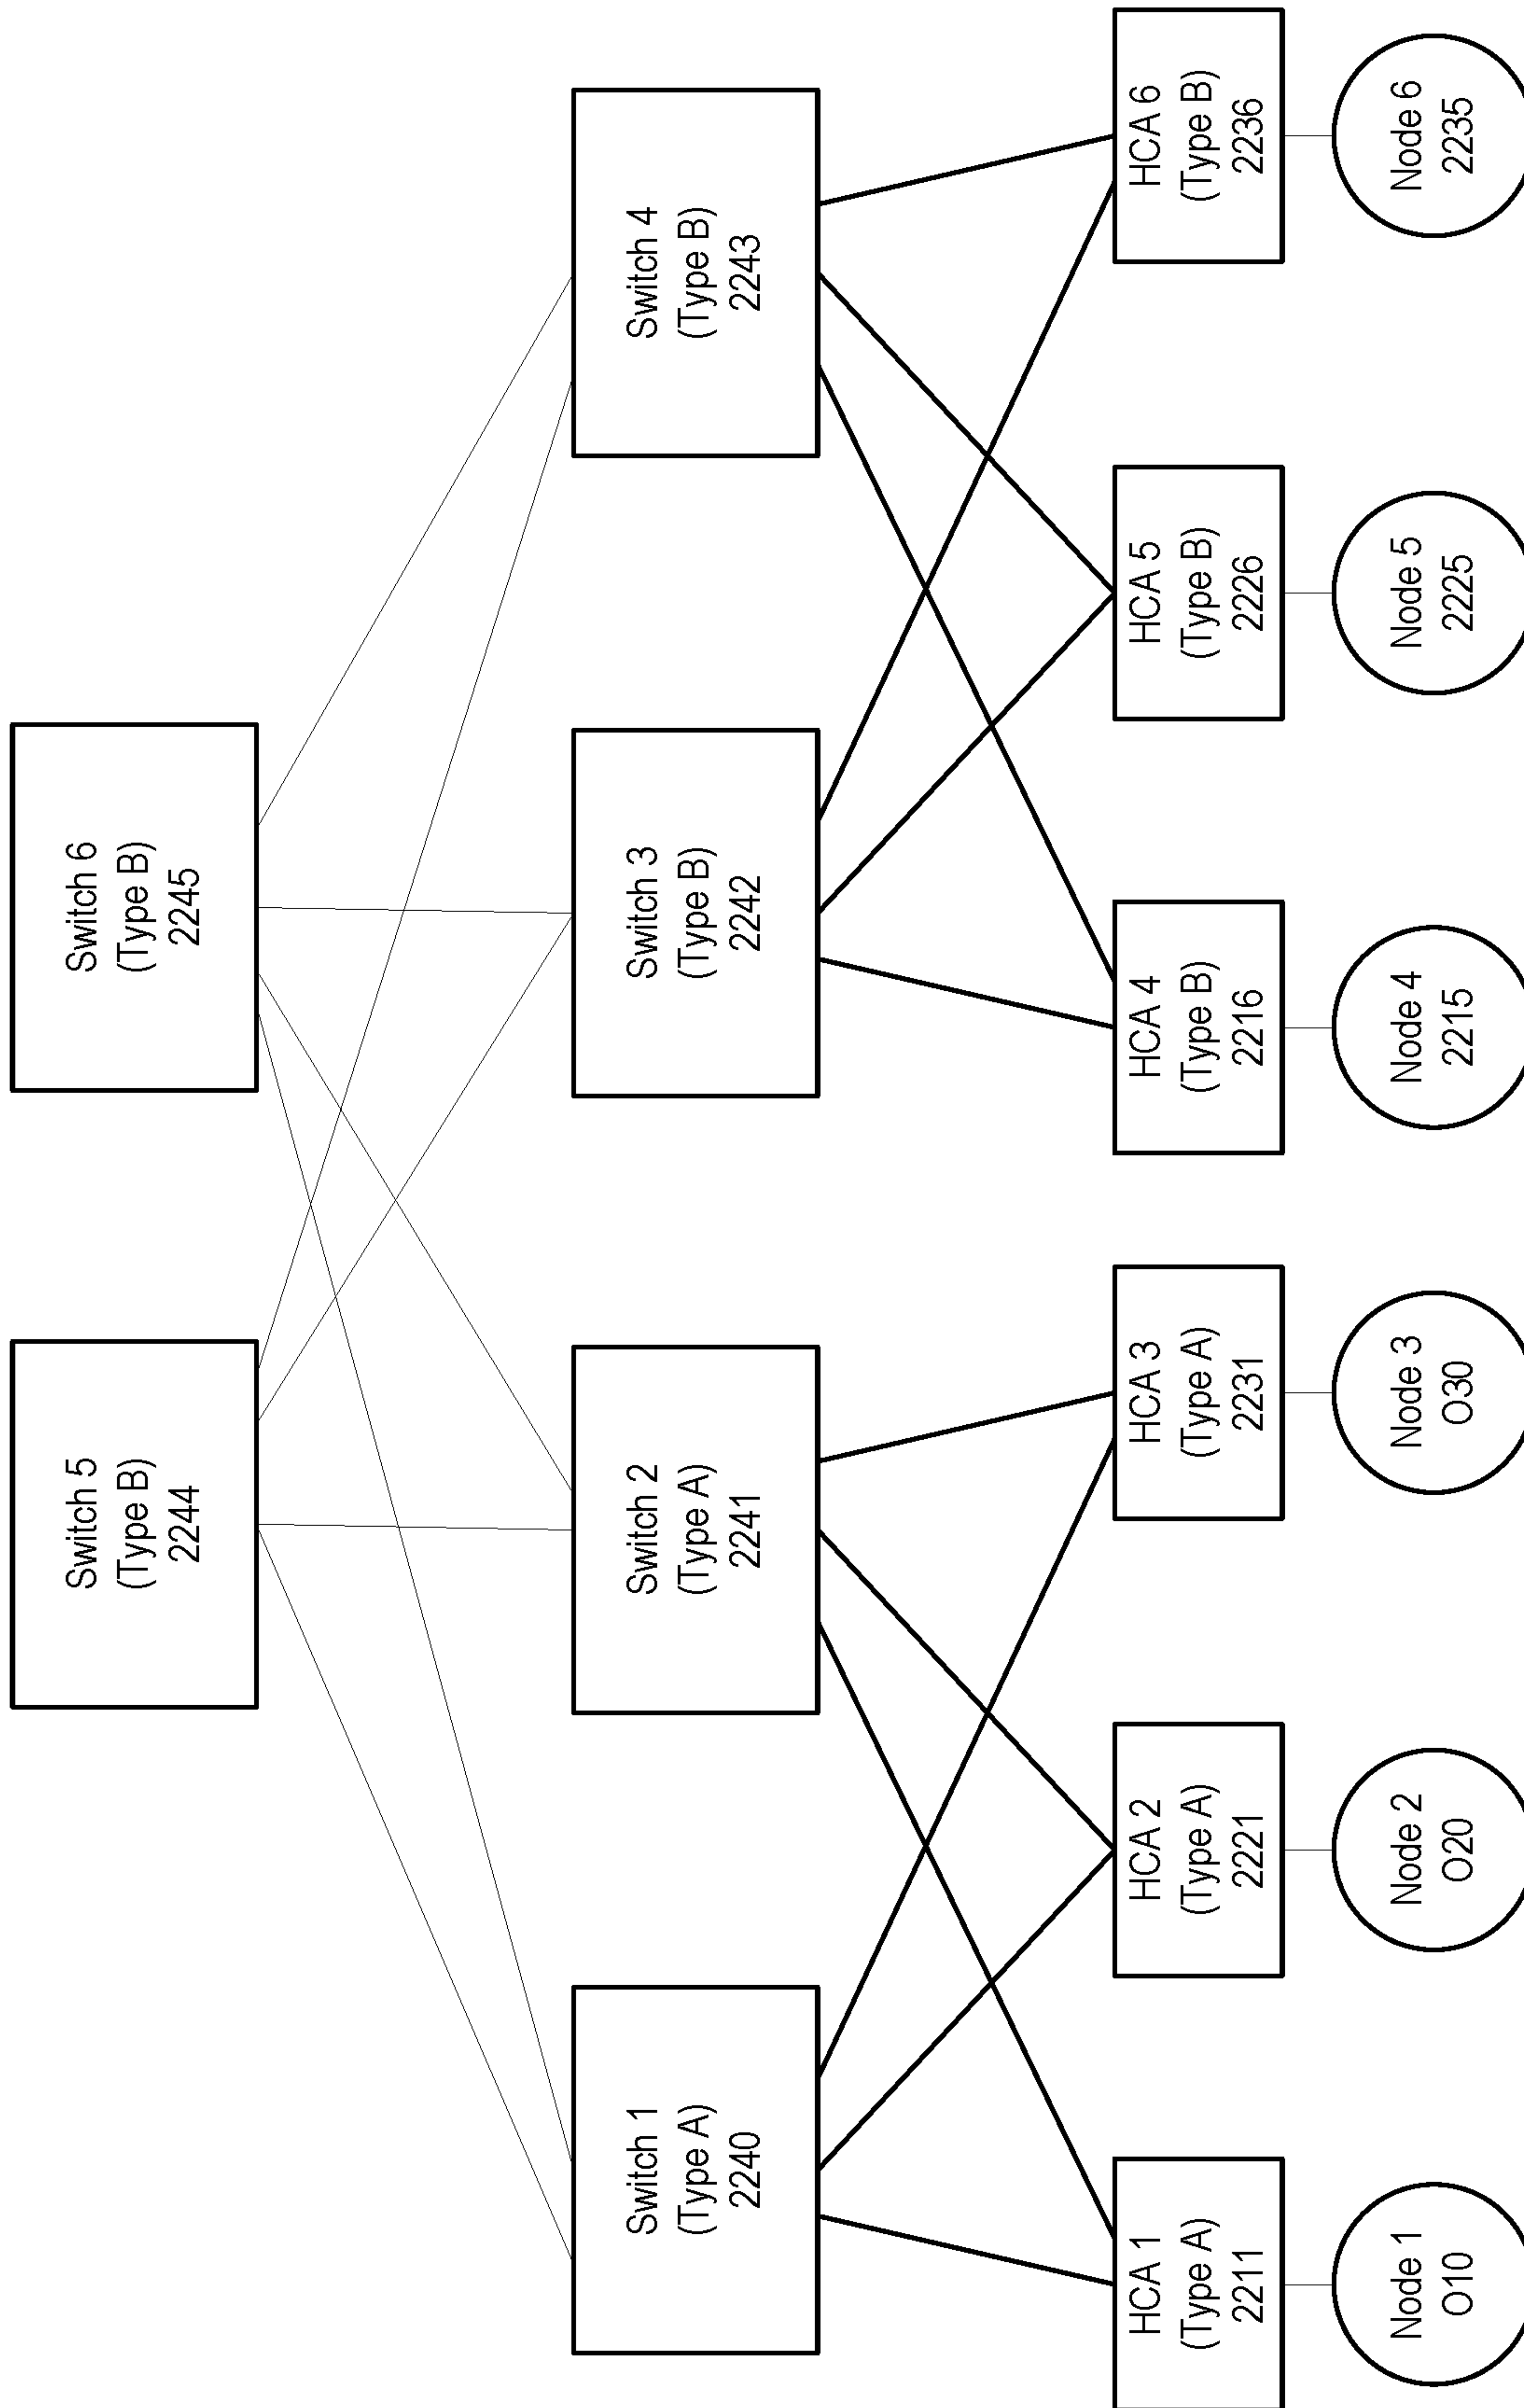 Switch 5
(Type B)
2244
Switch 6
(Type B)
2245
Switch 1
(Type A)
2240
Switch 2
(Type A)
2241
Switch 3
(Type B)
2242
Switch 4
(Type B)
2243
HCA 1
(Type A)
2211
HCA 2
(Type A)
2221
HCA 3
(Type A)
2231
HCA 4
(Type B)
2216
HCA 5
(Type B)
2226
HCA 6
(Type B)
2236
Node 1
O10
Node 2
O20
Node 3
O30
Node 4
2215
Node 5
2225
Node 6
2235